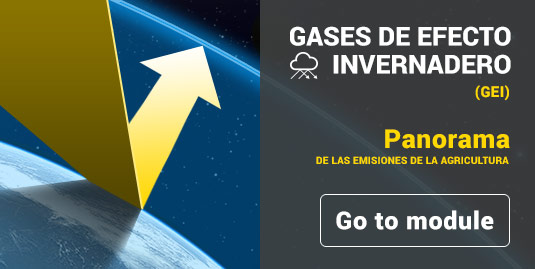 GASES DE EFECTO
INVERNADERO
(GEI)
Panorama
DE LAS EMISIONES DE LA AGRICULTURA
Go to module